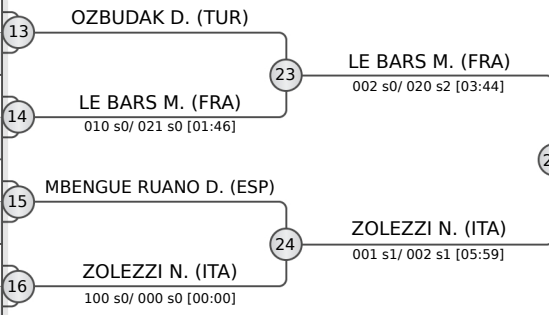 OZBUDAK D. (TUR)
13
LE BARS M. (FRA)
23
002 s0/ 020 s2 [03:44]
LE BARS M. (FRA)
14
010 s0/ 021 s0 [01:46]
MBENGUE RUANO D. (ESP)
15
ZOLEZZI N. (ITA)
24
001 s1/ 002 s1 [05:59]
ZOLEZZI N. (ITA)
16
100 s0/ 000 s0 [00:00]